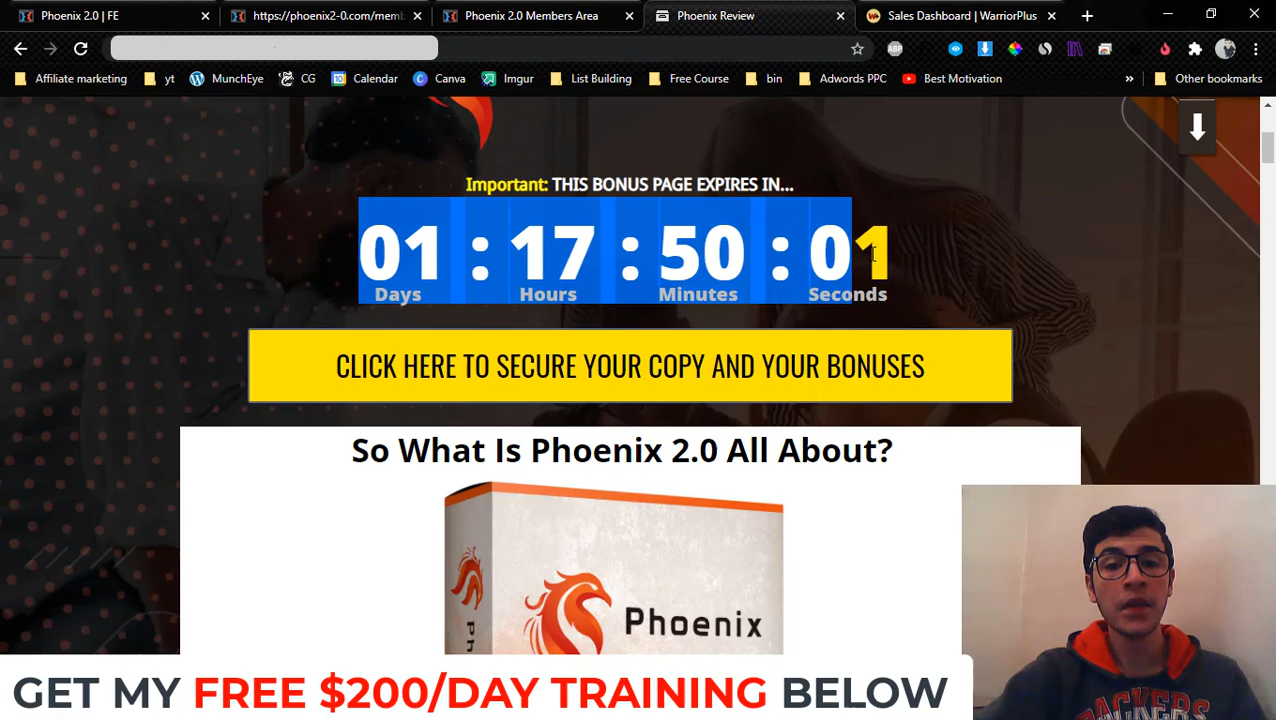 Phoenix 2.0 | FE
https://phoenix2-0.com/memb
Phoenix 2.0 Members Area
Phoenix Review
Sales Dashboard | WarriorPlus
ABP
Affiliate marketing
yt
MunchEye
CG
Calendar
Canva
Imgur
List Building
Free Course
bin
Adwords PPC
Best Motivation
Other bookmarks
Important: THIS BONUS PAGE EXPIRES IN...
01 : 17 : 50 : 01
Days Hours Minutes Seconds
CLICK HERE TO SECURE YOUR COPY AND YOUR BONUSES
So What Is Phoenix 2.0 All About?
Phoenix
GET MY FREE $200/DAY TRAINING BELOW